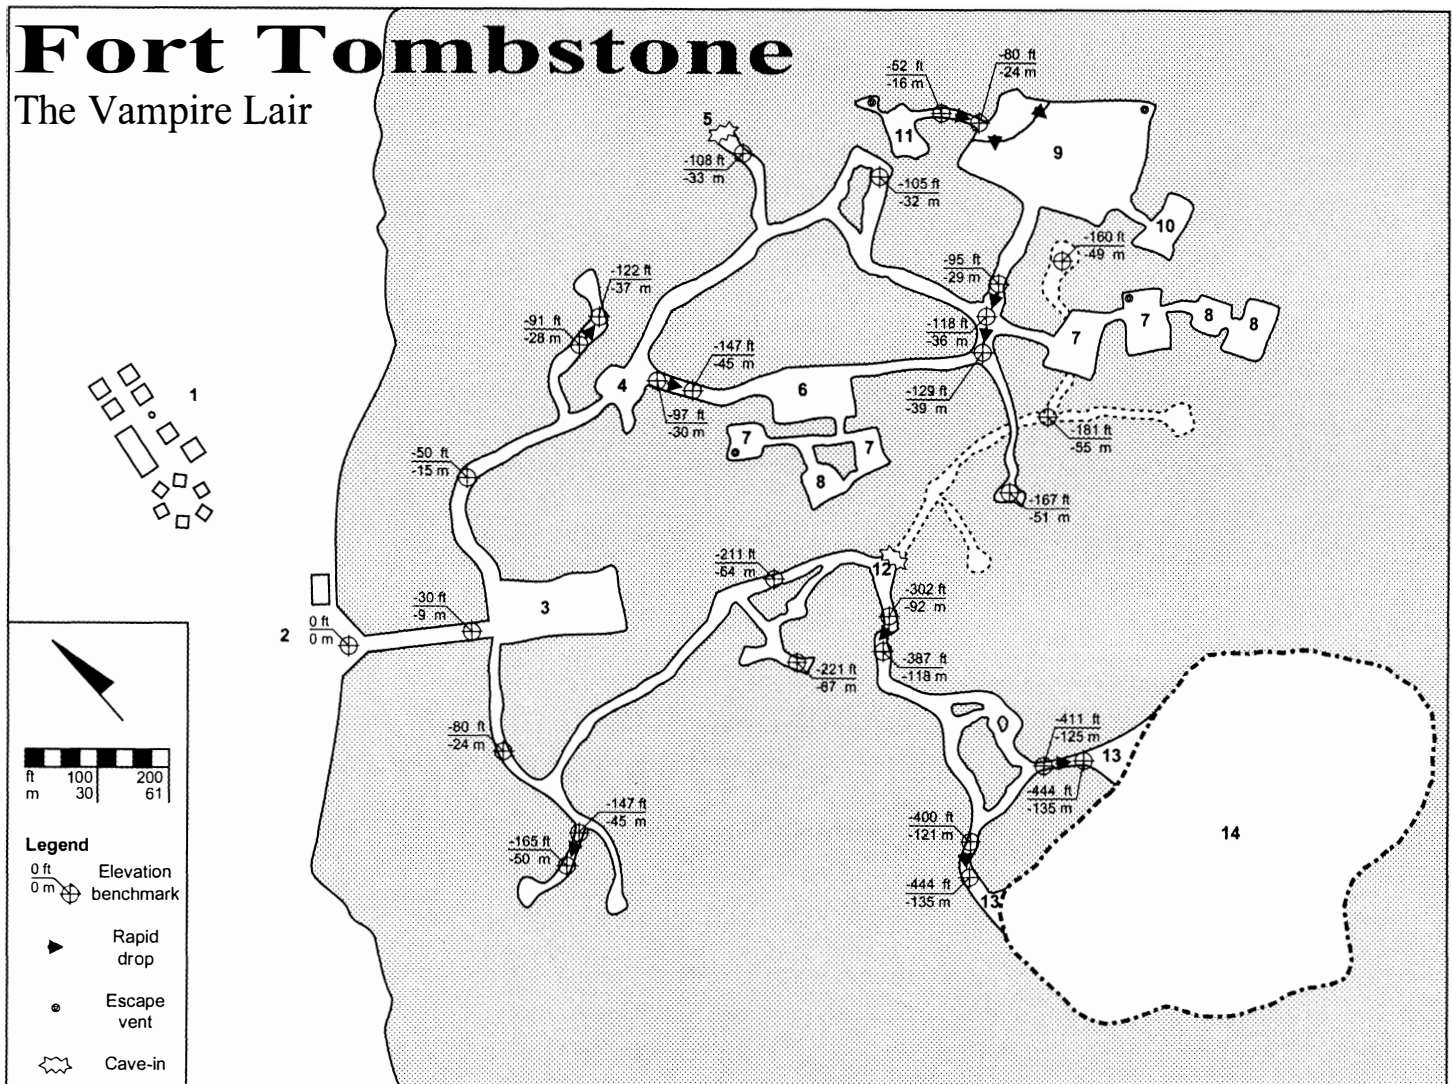 Fort Tombstone
The Vampire Lair
-52 ft
-16 m
-80 ft
-24 m
5
11
9
-108 ft
-33 m
-105 ft
-32 m
10
-160 ft
-49 m
-122 ft
-37 m
-95 ft
-29 m
-91 ft
-28 m
-118 ft
-36 m
7
7
8
8
-147 ft
-45 m
4
6
-129 ft
-39 m
1
-97 ft
-30 m
-181 ft
-55 m
7
7
8
-50 ft
-15 m
-167 ft
-51 m
-211 ft
-64 m
12
-302 ft
-92 m
-30 ft
-9 m
3
0 ft
0 m
2
-387 ft
-118 m
-221 ft
-67 m
-80 ft
-24 m
-411 ft
-125 m
13
-444 ft
-135 m
-147 ft
-45 m
-165 ft
-50 m
-400 ft
-121 m
14
-444 ft
-135 m
13
ft 100 200
m 30 61
Legend
0 ft
0 m
Elevation
benchmark
Rapid
drop
Escape
vent
Cave-in